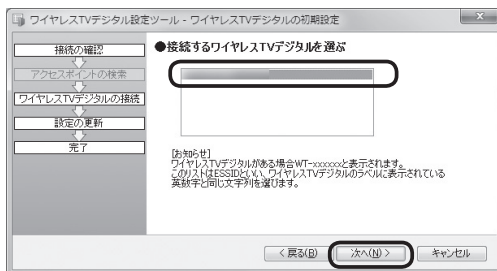 ワイヤレスTVデジタル設定ツール - ワイヤレスTVデジタルの初期設定
接続の確認
アクセスポイントの検索
ワイヤレスTVデジタルの接続
設定の更新
完了
●接続するワイヤレスTVデジタルを選ぶ
[お知らせ]
ワイヤレスTVデジタルがある場合WT-xxxxxxと表示されます。
このリストはESSIDといい、ワイヤレスTVデジタルのラベルに表示されている
英数字と同じ文字列を選びます。
< 戻る(B)
次へ(N) >
キャンセル